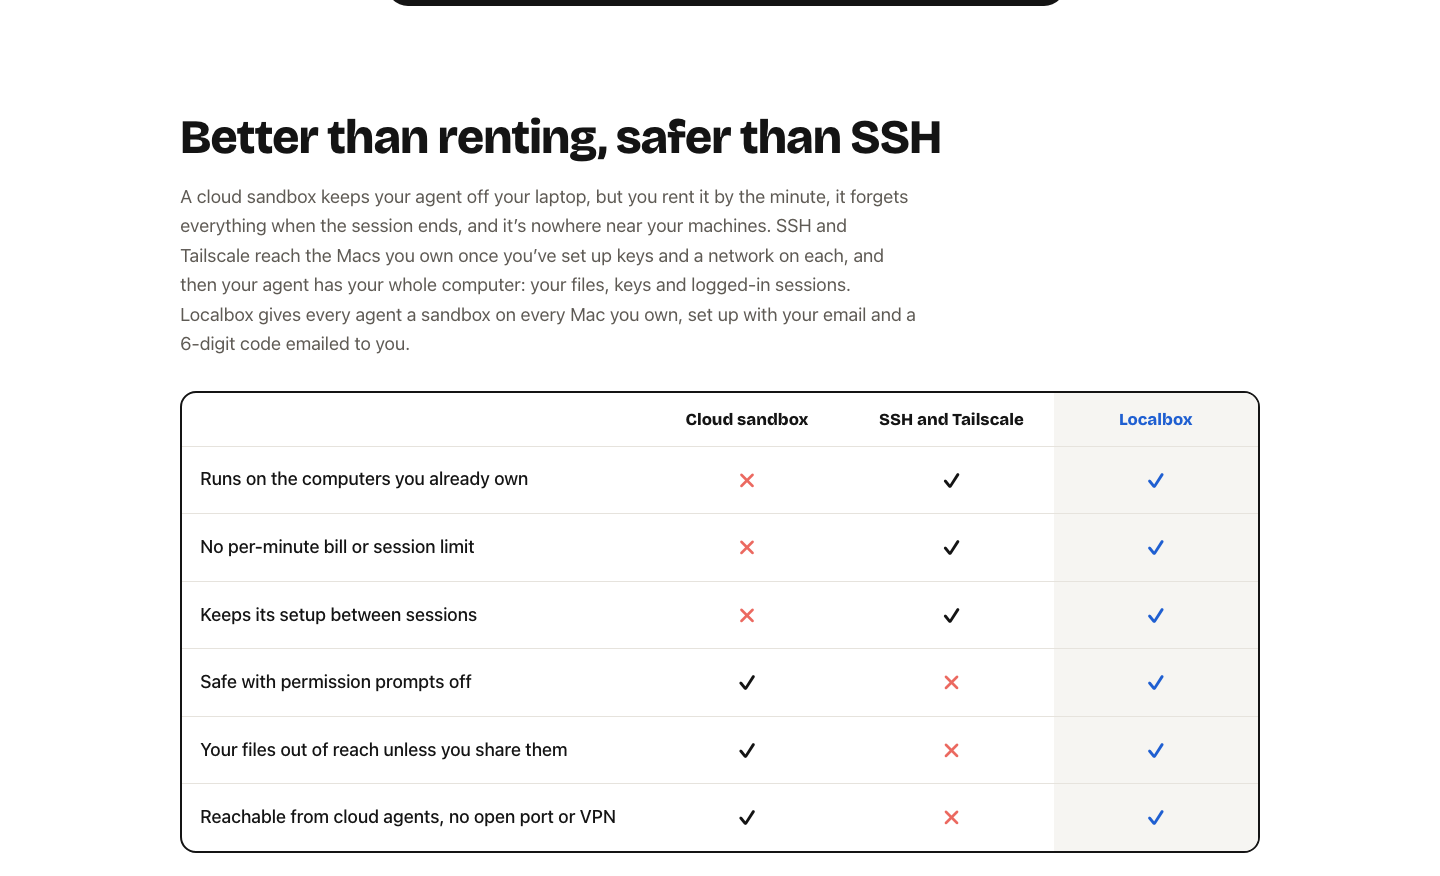 Better than renting, safer than SSH
A cloud sandbox keeps your agent off your laptop, but you rent it by the minute, it forgets
everything when the session ends, and it’s nowhere near your machines. SSH and
Tailscale reach the Macs you own once you’ve set up keys and a network on each, and
then your agent has your whole computer: your files, keys and logged-in sessions.
Localbox gives every agent a sandbox on every Mac you own, set up with your email and a
6-digit code emailed to you.
Cloud sandbox SSH and Tailscale Localbox
Runs on the computers you already own
No per-minute bill or session limit
Keeps its setup between sessions
Safe with permission prompts off
Your files out of reach unless you share them
Reachable from cloud agents, no open port or VPN